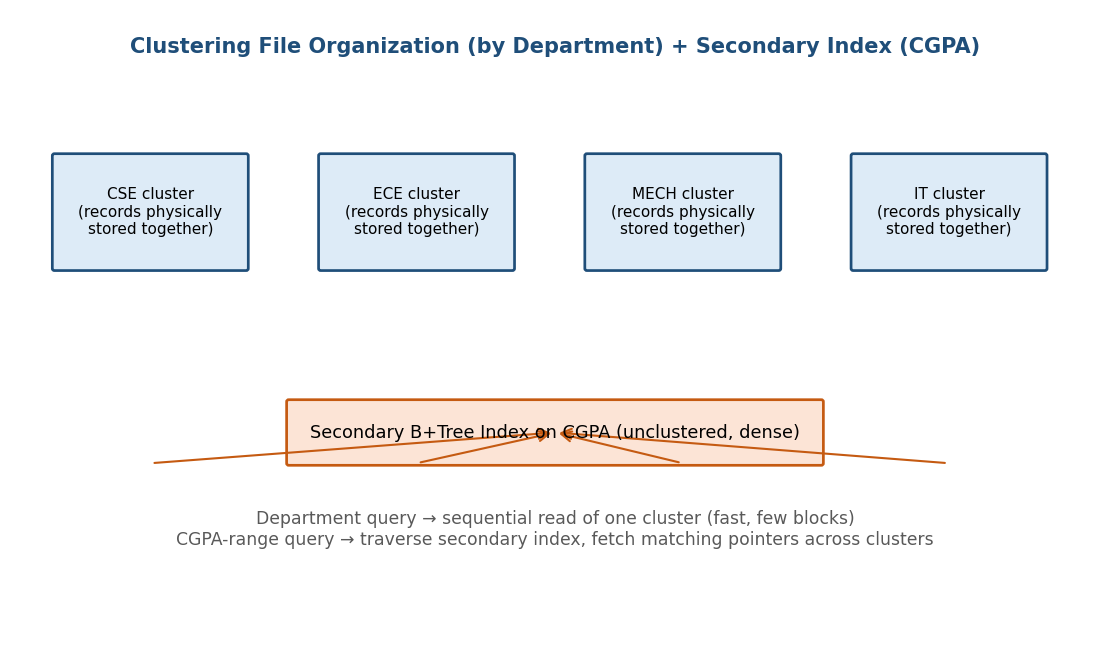 Clustering File Organization (by Department) + Secondary Index (CGPA)
CSE cluster
(records physically
stored together)
ECE cluster
(records physically
stored together)
MECH cluster
(records physically
stored together)
IT cluster
(records physically
stored together)
Secondary B+Tree Index on CGPA (unclustered, dense)
Department query → sequential read of one cluster (fast, few blocks)
CGPA-range query → traverse secondary index, fetch matching pointers across clusters